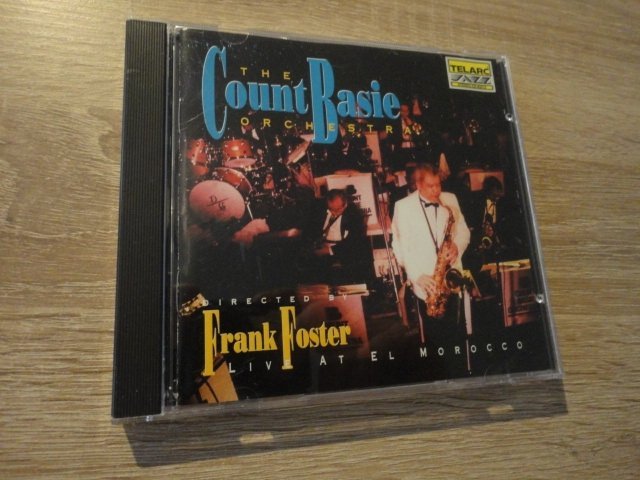 THE
Count Basie
ORCHESTRA
TELARC
JAZZ
DIRECTED BY
Frank Foster
LIVE AT EL MOROCCO